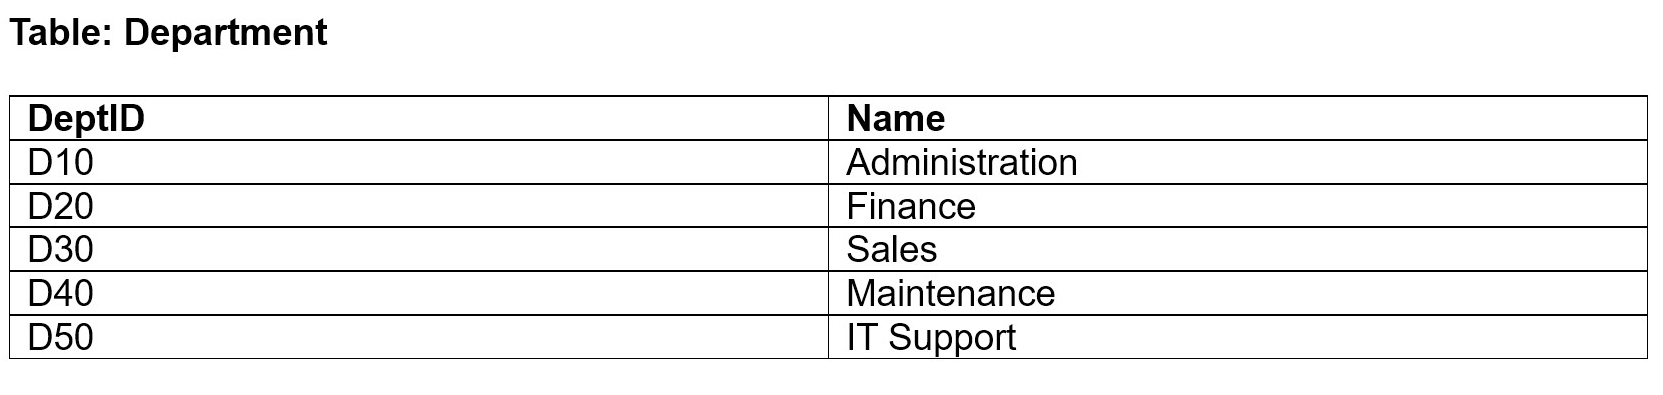 Table: Department
DeptID Name
D10 Administration
D20 Finance
D30 Sales
D40 Maintenance
D50 IT Support